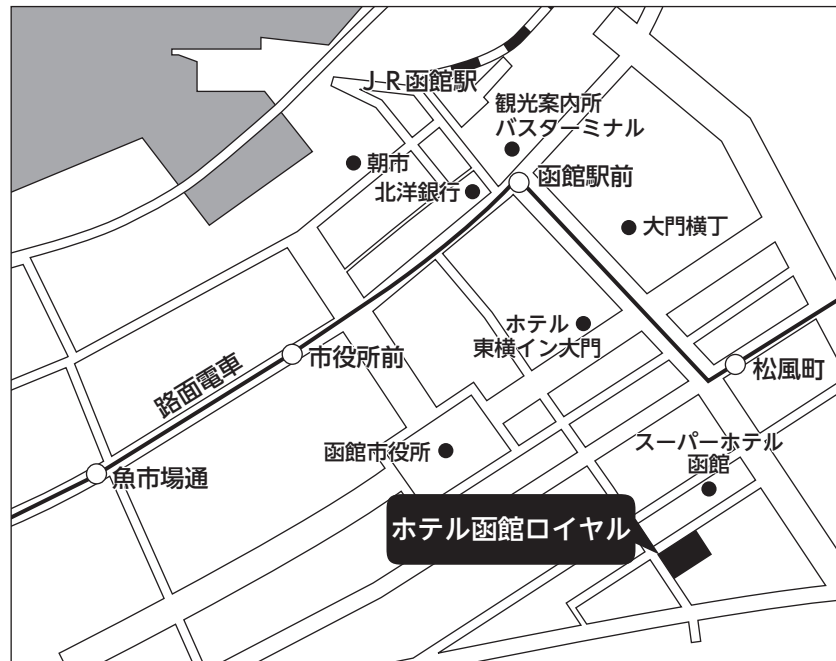 ＪＲ函館駅
観光案内所
バスターミナル
朝市
北洋銀行
函館駅前
大門横丁
ホテル
東横イン大門
路面電車
市役所前
松風町
函館市役所
スーパーホテル
函館
魚市場通
ホテル函館ロイヤル